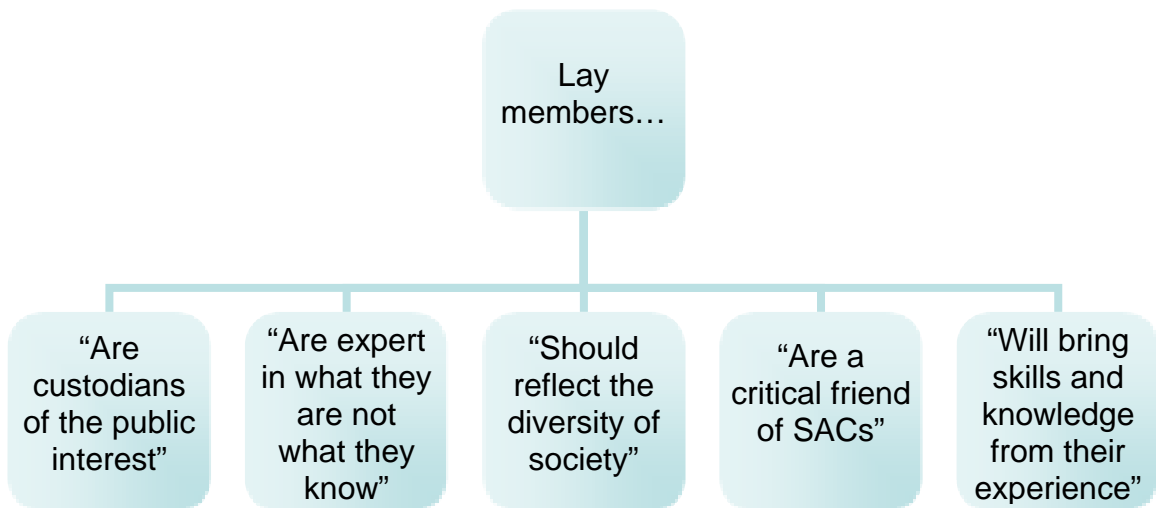 Lay
members…
“Are
custodians
of the public
interest”
“Are expert
in what they
are not
what they
know”
“Should
reflect the
diversity of
society”
“Are a
critical friend
of SACs”
“Will bring
skills and
knowledge
from their
experience”